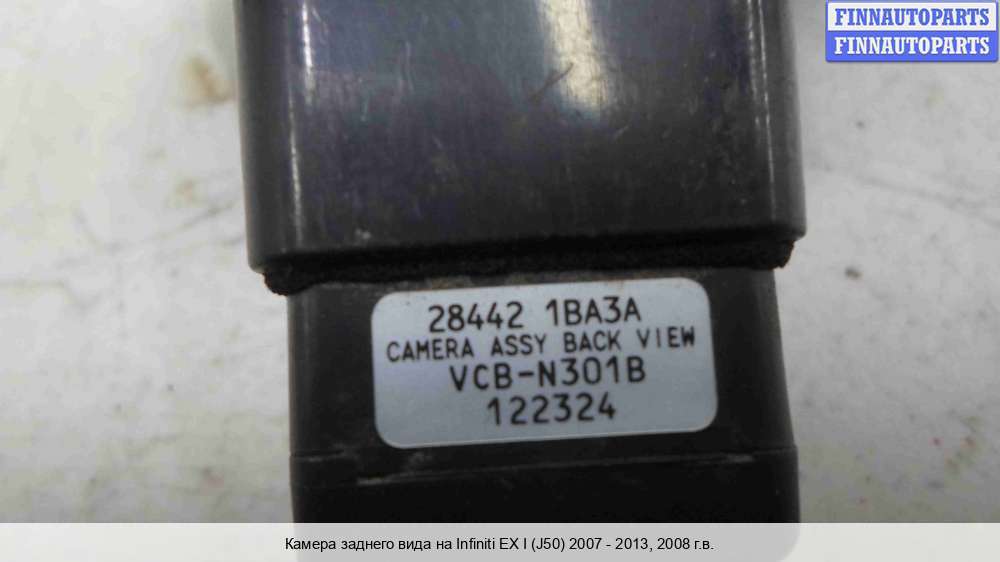 FINNAUTOPARTS
FINNAUTOPARTS
28442 1BA3A
CAMERA ASSY BACK VIEW
VCB-N301B
122324
Камера заднего вида на Infiniti EX I (J50) 2007 - 2013, 2008 г.в.